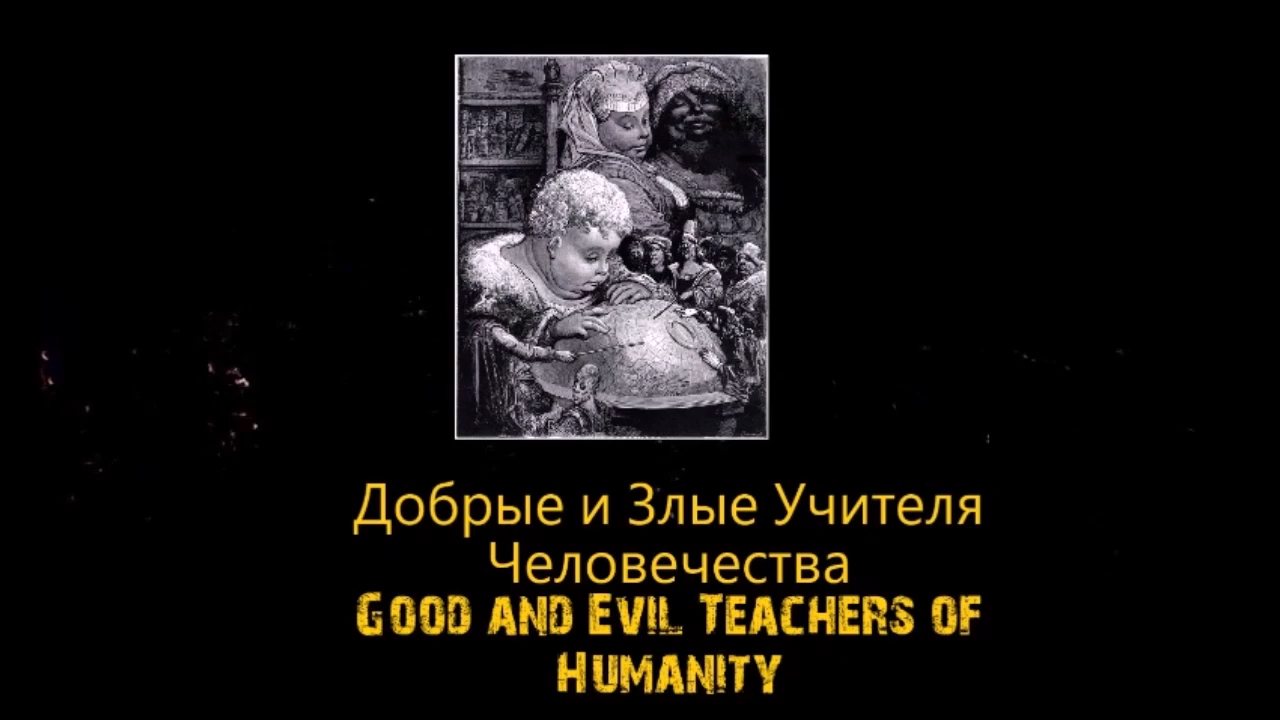 Добрые и Злые Учителя
Человечества
Good and Evil Teachers of
Humanity